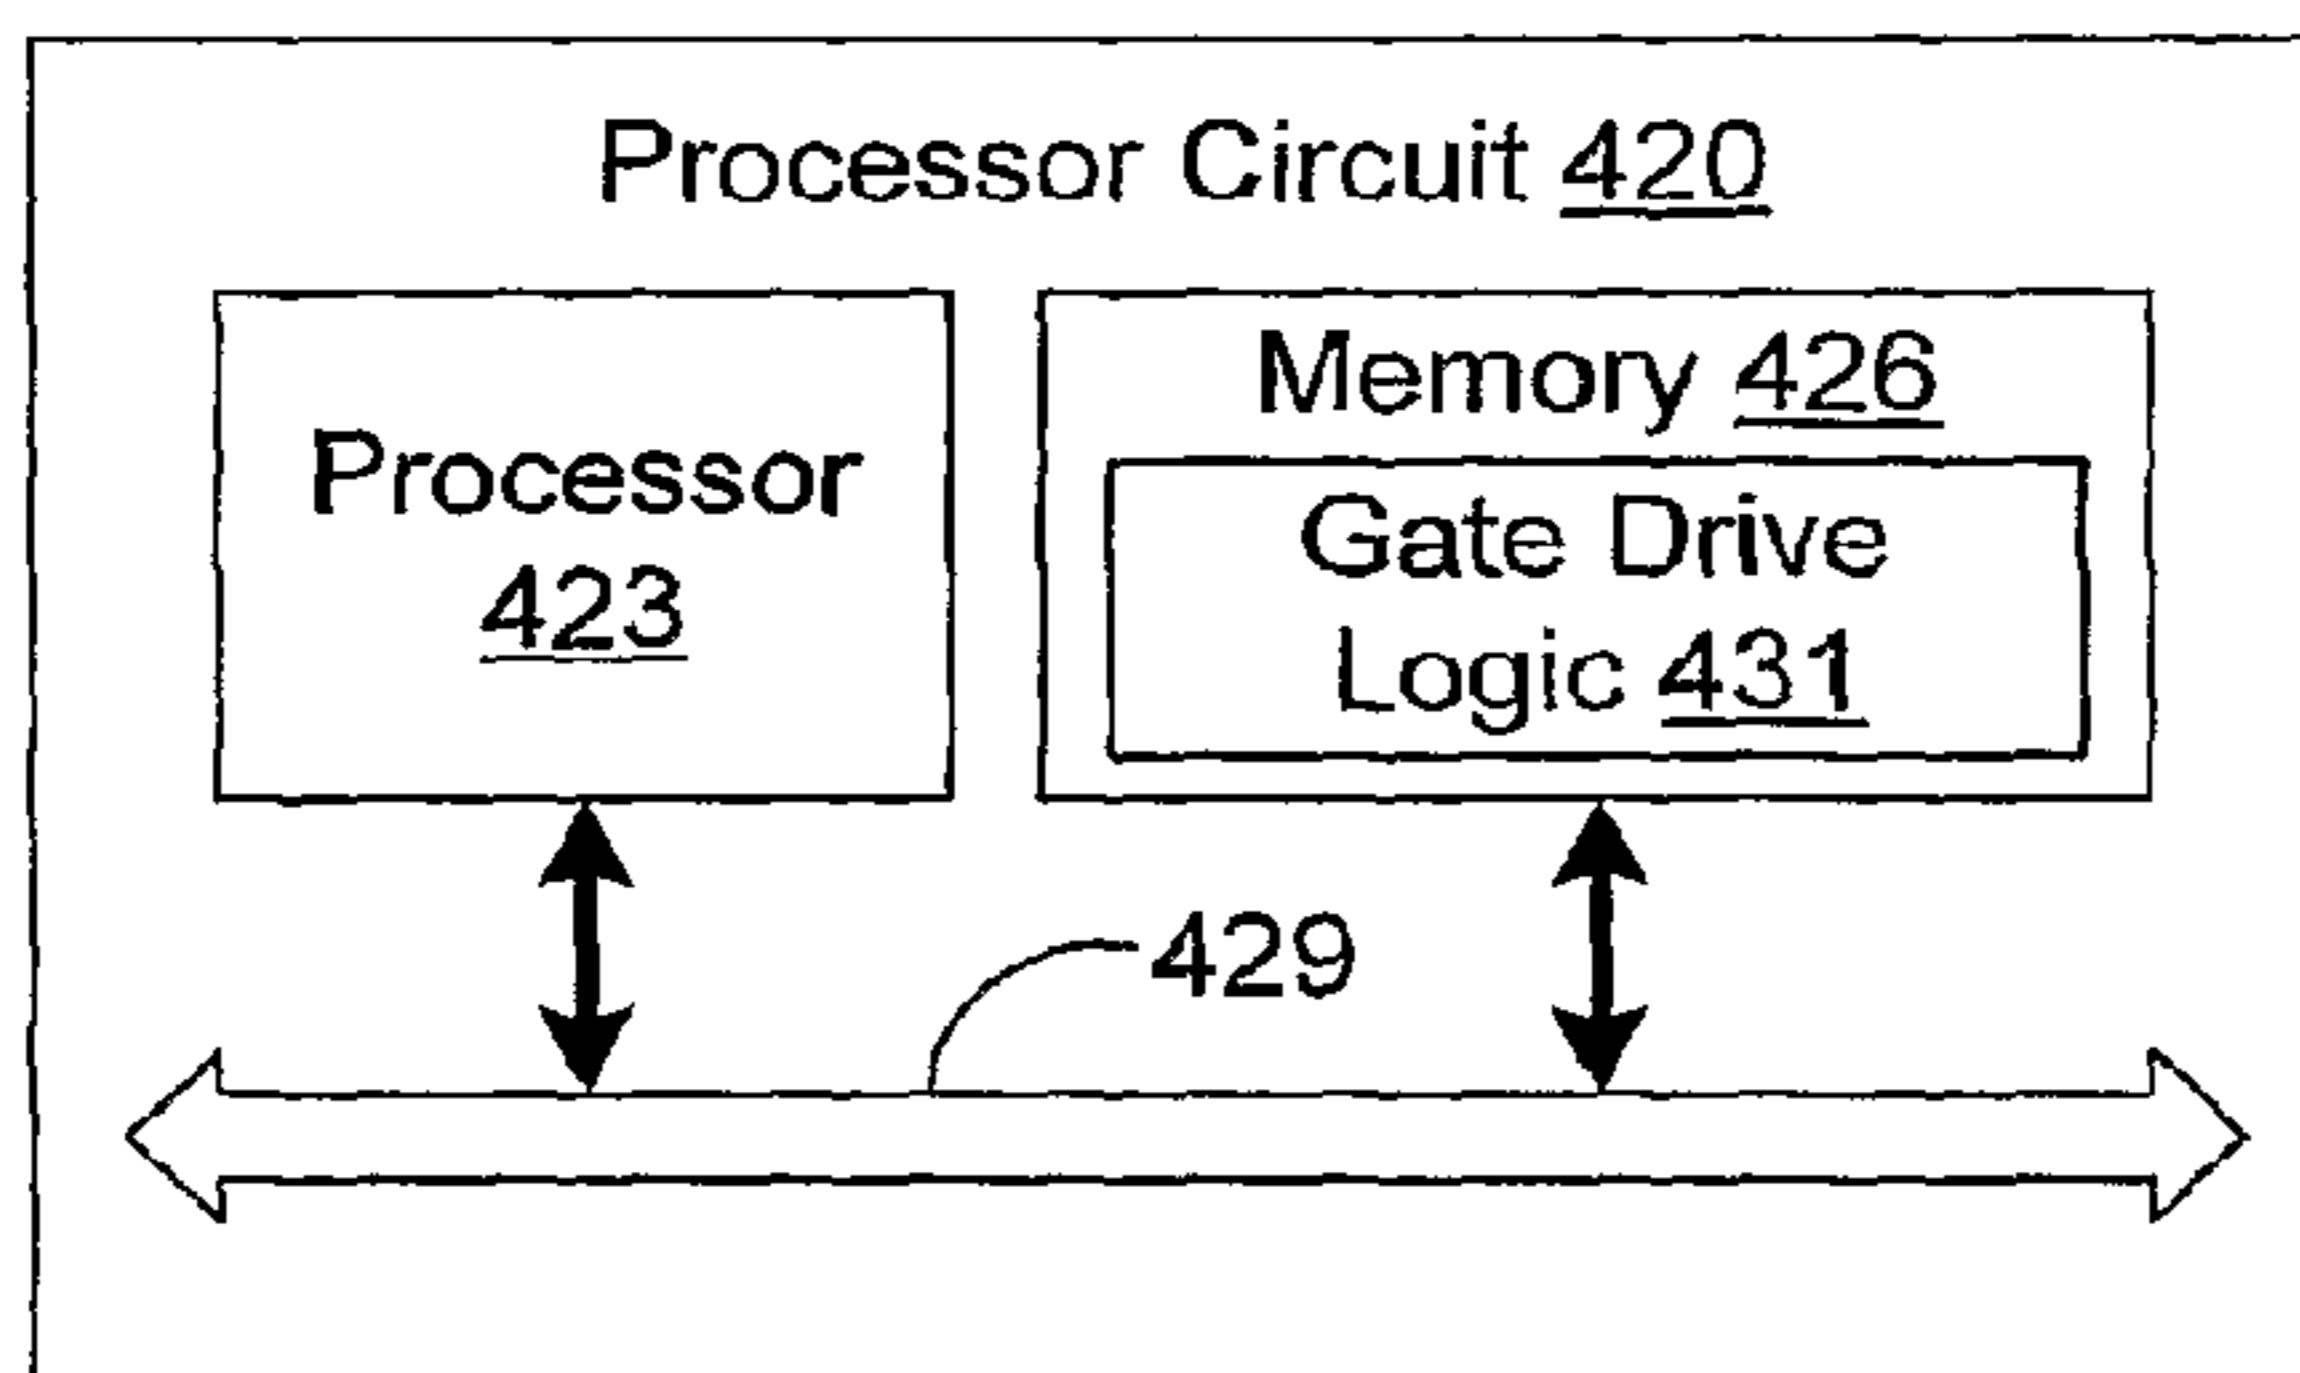 Processor Circuit 420
Processor
423
Memory 426
Gate Drive
Logic 431
429